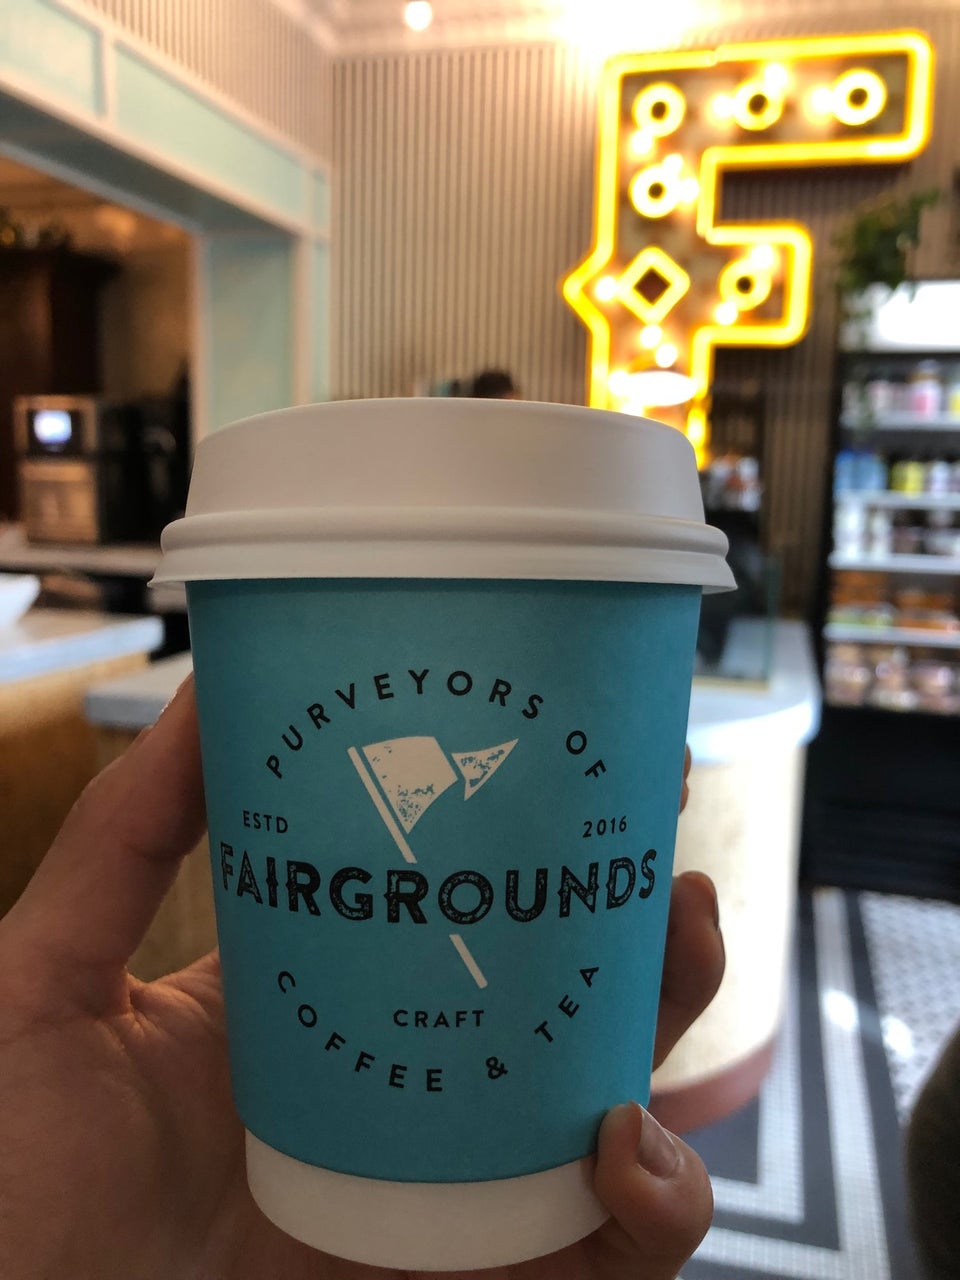 F
PURVEYORS OF
ESTD 2016
FAIRGROUNDS
CRAFT
COFFEE & TEA